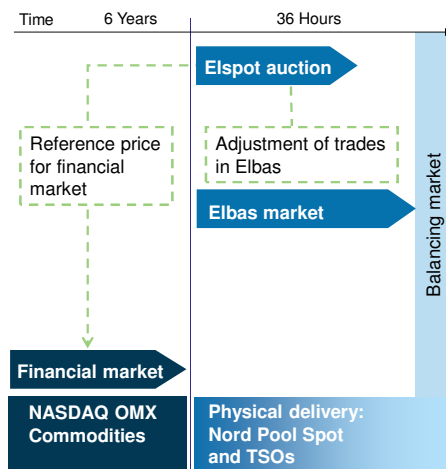 Time 6 Years 36 Hours
Elspot auction
Reference price
for financial
market
Adjustment of trades
in Elbas
Elbas market
Balancing market
Financial market
NASDAQ OMX
Commodities
Physical delivery:
Nord Pool Spot
and TSOs